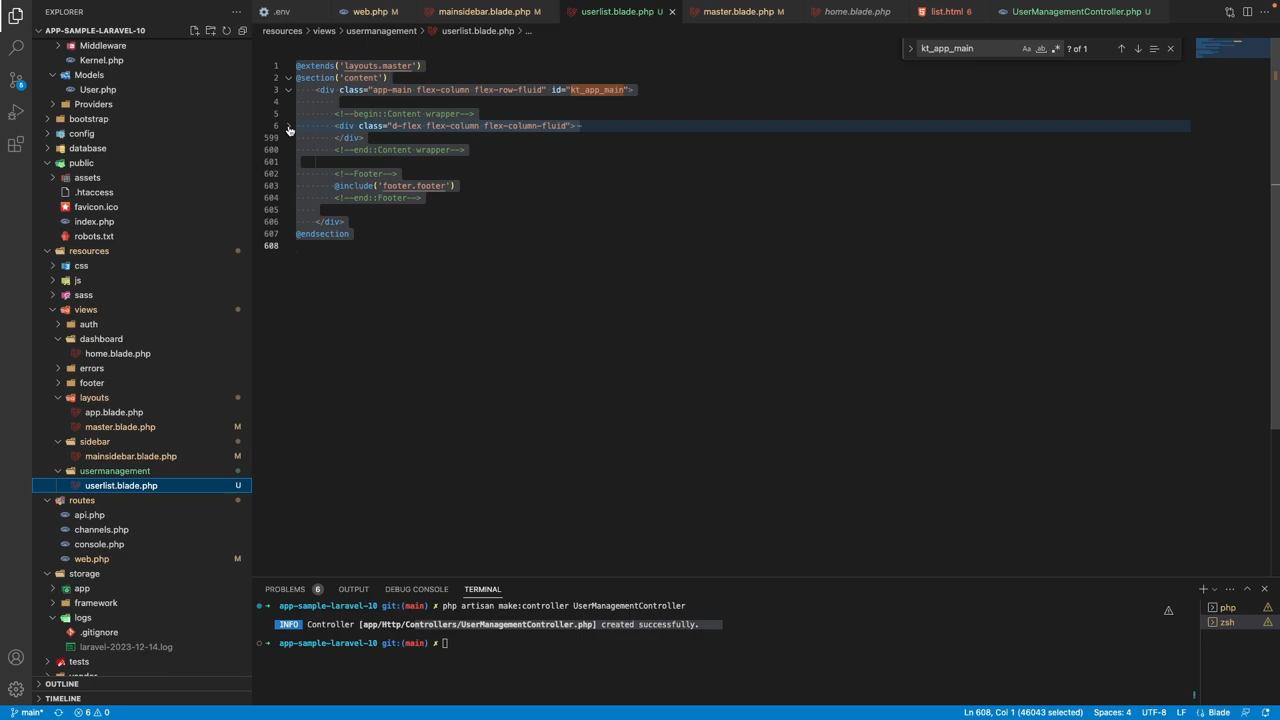 EXPLORER
.env
web.php M
mainsidebar.blade.php M
userlist.blade.php U
master.blade.php M
home.blade.php
list.html 6
UserManagementController.php U
APP-SAMPLE-LARAVEL-10
resources > views > usermanagement > userlist.blade.php > ...
kt_app_main
Aa
ab
? of 1
Middleware
Kernel.php
Models
User.php
Providers
bootstrap
config
database
public
assets
.htaccess
favicon.ico
index.php
robots.txt
resources
css
js
sass
views
auth
dashboard
home.blade.php
errors
footer
layouts
app.blade.php
master.blade.php M
sidebar
mainsidebar.blade.php M
usermanagement
userlist.blade.php U
routes
api.php
channels.php
console.php
web.php M
storage
app
framework
logs
.gitignore
laravel-2023-12-14.log
tests
OUTLINE
TIMELINE
1 @extends('layouts.master')
2 @section('content')
3 <div class="app-main flex-column flex-row-fluid" id="kt_app_main">
4
5 <!--begin::Content wrapper-->
6 <div class="d-flex flex-column flex-column-fluid">
599 </div>
600 <!--end::Content wrapper-->
601
602 <!--Footer-->
603 @include('footer.footer')
604 <!--end::Footer-->
605
606 </div>
607 @endsection
608
PROBLEMS 6 OUTPUT DEBUG CONSOLE TERMINAL
app-sample-laravel-10 git:(main) ✗ php artisan make:controller UserManagementController
INFO Controller [app/Http/Controllers/UserManagementController.php] created successfully.
app-sample-laravel-10 git:(main) ✗
php
zsh
main* 6 0 Ln 608, Col 1 (46043 selected) Spaces: 4 UTF-8 LF Blade